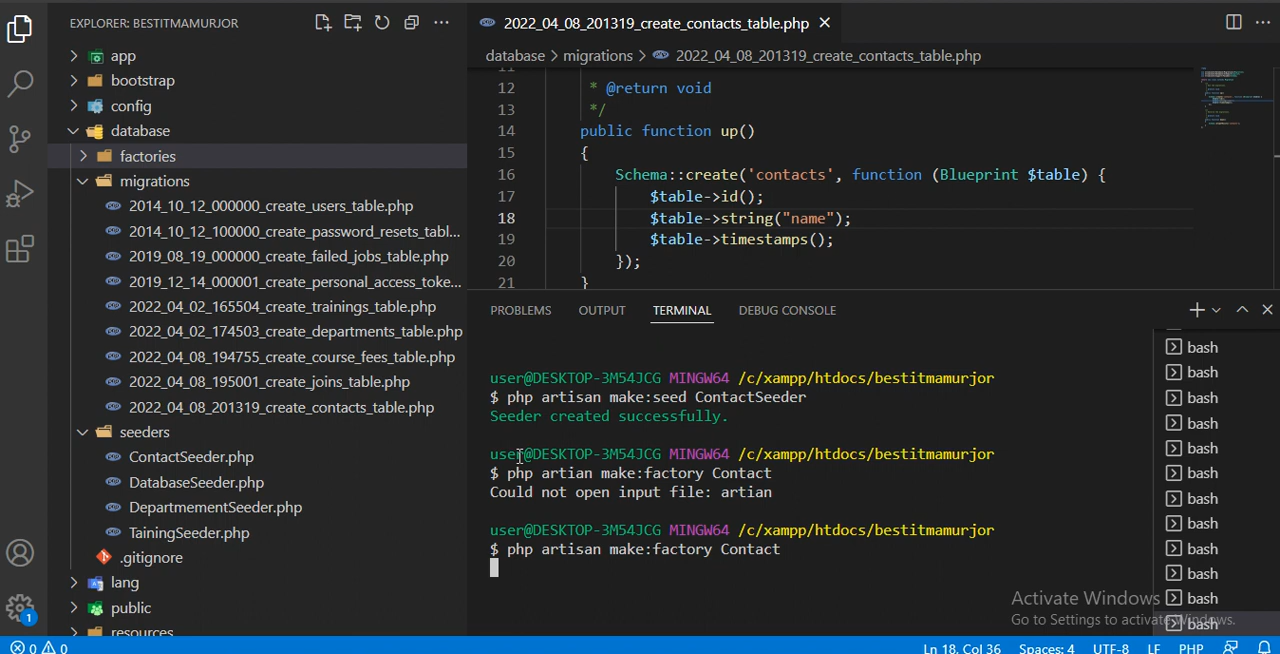 EXPLORER: BESTITMAMURJOR
app
bootstrap
config
database
factories
migrations
2014_10_12_000000_create_users_table.php
2014_10_12_100000_create_password_resets_tabl...
2019_08_19_000000_create_failed_jobs_table.php
2019_12_14_000001_create_personal_access_toke...
2022_04_02_165504_create_trainings_table.php
2022_04_02_174503_create_departments_table.php
2022_04_08_194755_create_course_fees_table.php
2022_04_08_195001_create_joins_table.php
2022_04_08_201319_create_contacts_table.php
seeders
ContactSeeder.php
DatabaseSeeder.php
DepartmementSeeder.php
TainingSeeder.php
.gitignore
lang
public
resources
1
2022_04_08_201319_create_contacts_table.php
database > migrations > 2022_04_08_201319_create_contacts_table.php
11
12 * @return void
13 */
14 public function up()
15 {
16 Schema::create('contacts', function (Blueprint $table) {
17 $table->id();
18 $table->string("name");
19 $table->timestamps();
20 });
21 }
PROBLEMS OUTPUT TERMINAL DEBUG CONSOLE
user@DESKTOP-3M54JCG MINGW64 /c/xampp/htdocs/bestitmamurjor
$ php artisan make:seed ContactSeeder
Seeder created successfully.
user@DESKTOP-3M54JCG MINGW64 /c/xampp/htdocs/bestitmamurjor
$ php artian make:factory Contact
Could not open input file: artian
user@DESKTOP-3M54JCG MINGW64 /c/xampp/htdocs/bestitmamurjor
$ php artisan make:factory Contact
bash
bash
bash
bash
bash
bash
bash
bash
bash
bash
bash
bash
Activate Windows
Go to Settings to activate Windows.
0 0
Ln 18, Col 36 Spaces: 4 UTF-8 LF PHP